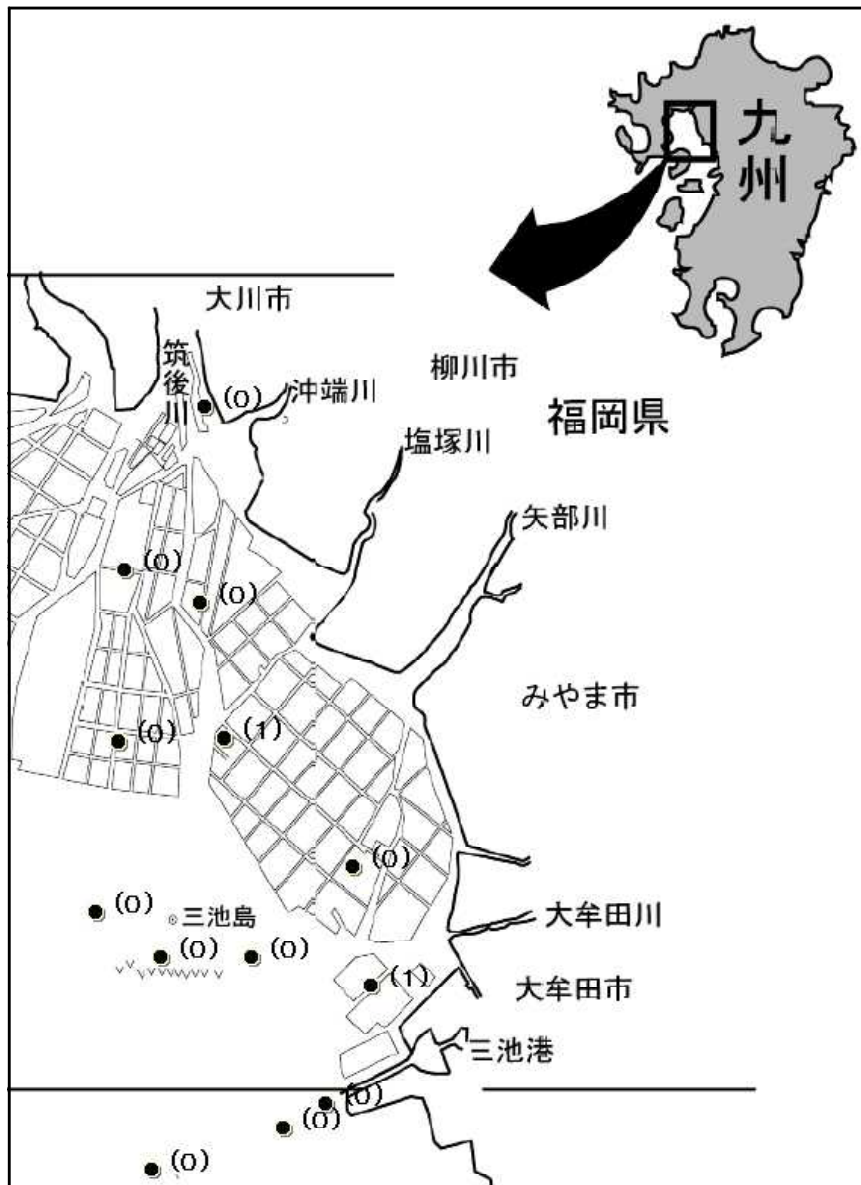 九州
大川市
筑後川
(0)
沖端川
柳川市
福岡県
塩塚川
矢部川
(0)
(0)
みやま市
(0)
(1)
(0)
(0)
三池島
大牟田川
(0)
(0)
(1)
大牟田市
三池港
(0)
(0)
(0)